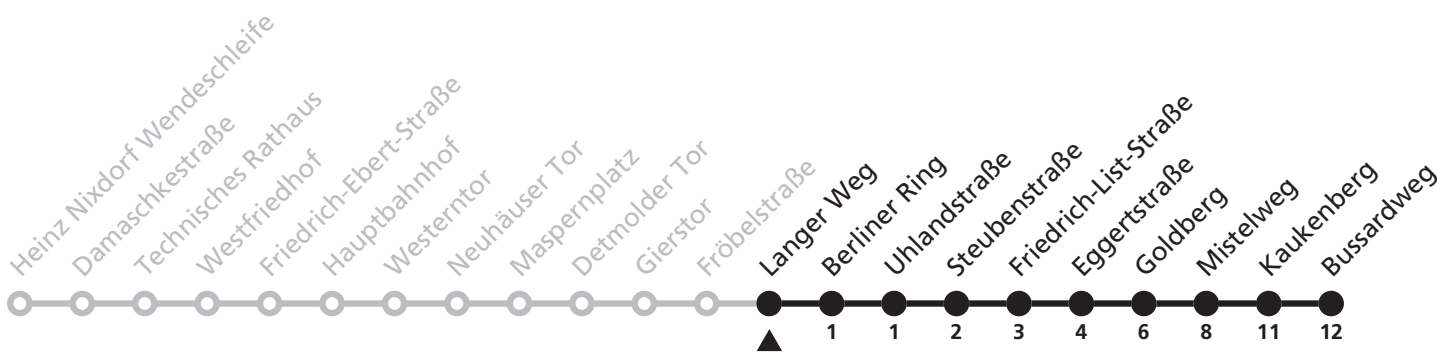 Heinz Nixdorf Wendeschleife
Damaschkestraße
Technisches Rathaus
Westfriedhof
Friedrich-Ebert-Straße
Hauptbahnhof
Westerntor
Neuhäuser Tor
Maspernplatz
Detmolder Tor
Gierstor
Fröbelstraße
Langer Weg
Berliner Ring
Uhlandstraße
Steubenstraße
Friedrich-List-Straße
Eggertstraße
Goldberg
Mistelweg
Kaukenberg
Bussardweg
1 1 2 3 4 6 8 11 12